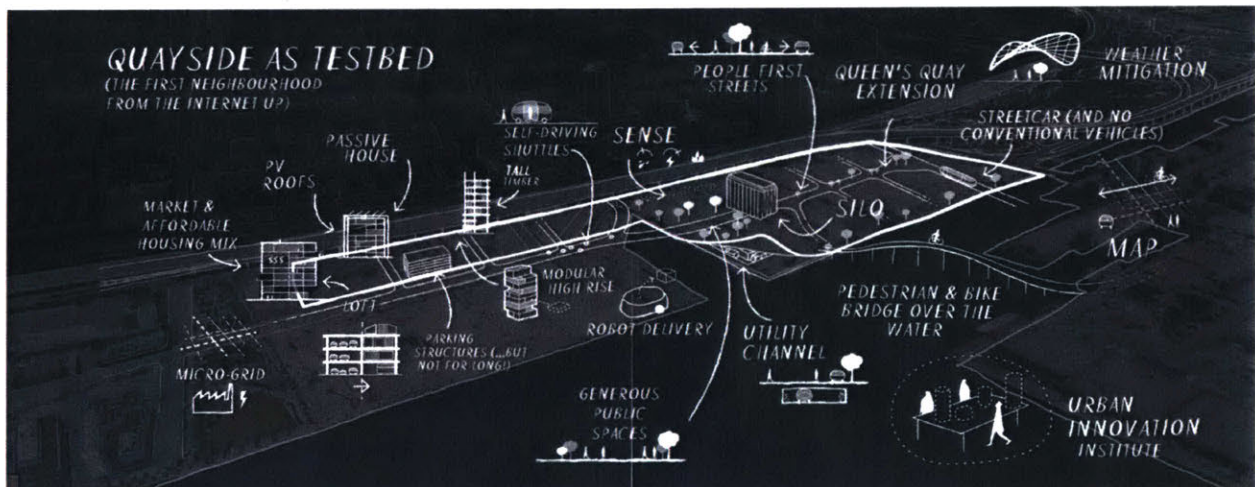 QUAYSIDE AS TESTBED
(THE FIRST NEIGHBOURHOOD
FROM THE INTERNET UP)
PEOPLE FIRST
STREETS
QUEEN'S QUAY
EXTENSION
WEATHER
MITIGATION
STREETCAR (AND NO
CONVENTIONAL VEHICLES)
SELF-DRIVING
SHUTTLES
SENSE
PASSIVE
HOUSE
PV
ROOFS
TALL
TIMBER
MARKET &
AFFORDABLE
HOUSING MIX
SILO
MAP
LOFT
MODULAR
HIGH RISE
ROBOT DELIVERY
PARKING
STRUCTURES (...BUT
NOT FOR LONG!)
UTILITY
CHANNEL
PEDESTRIAN & BIKE
BRIDGE OVER THE
WATER
MICRO-GRID
GENEROUS
PUBLIC
SPACES
URBAN
INNOVATION
INSTITUTE